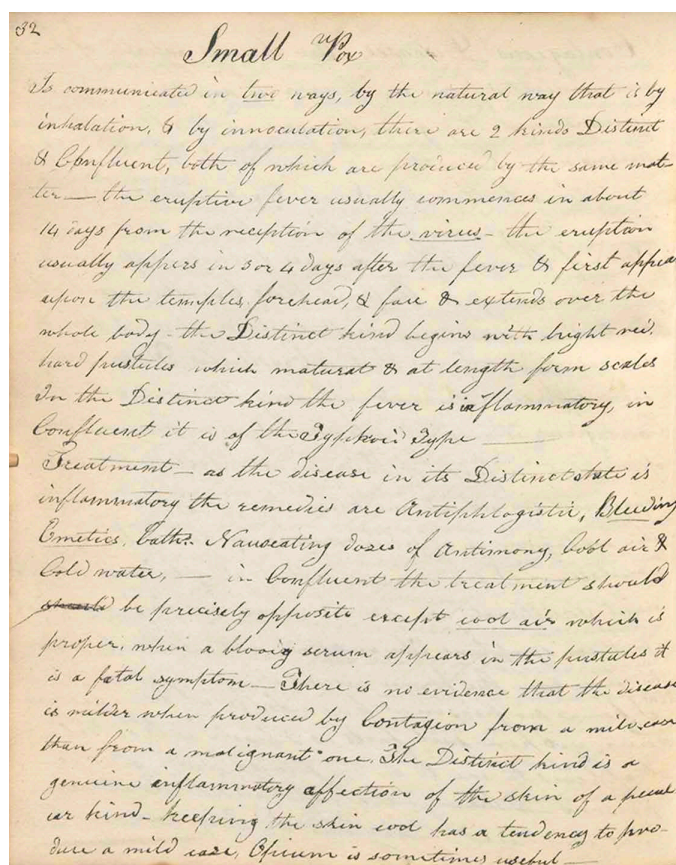 32
Small Pox
Is communicated in two ways, by the natural way that is by
inhalation, & by innoculation, there are 2 kinds Distinct
& Confluent, both of which are produced by the same mat
ter — the eruptive fever usually commences in about
14 days from the reception of the virus — the eruption
usually appers in 3 or 4 days after the fever & first appea
upon the temples, forehead, & face & extends over the
whole body — the Distinct kind begins with bright red,
hard pustules which maturat & at length form scales
In the Distinct kind the fever is inflammatory, in
Confluent it is of the Typhoid Type —
Treatment — as the disease in its Distinct state is
inflammatory the remedies are Antiphlogistic, Bleeding
Emetics, Cath. Nauseating doses of Antimony, Cool air &
Cold water, — in Confluent the treatment should
should be precisely opposite except cool air which is
proper, when a blooig serum appears in the pustules it
is a fatal symptom — There is no evidence that the disease
is milder when produced by Contagion from a mild case
than from a malignant one. The Distinct kind is a
genuine inflammatory affection of the skin of a pecul
iar kind — keeping the skin cool has a tendency to pro-
duce a mild case, Opium is sometimes useful —